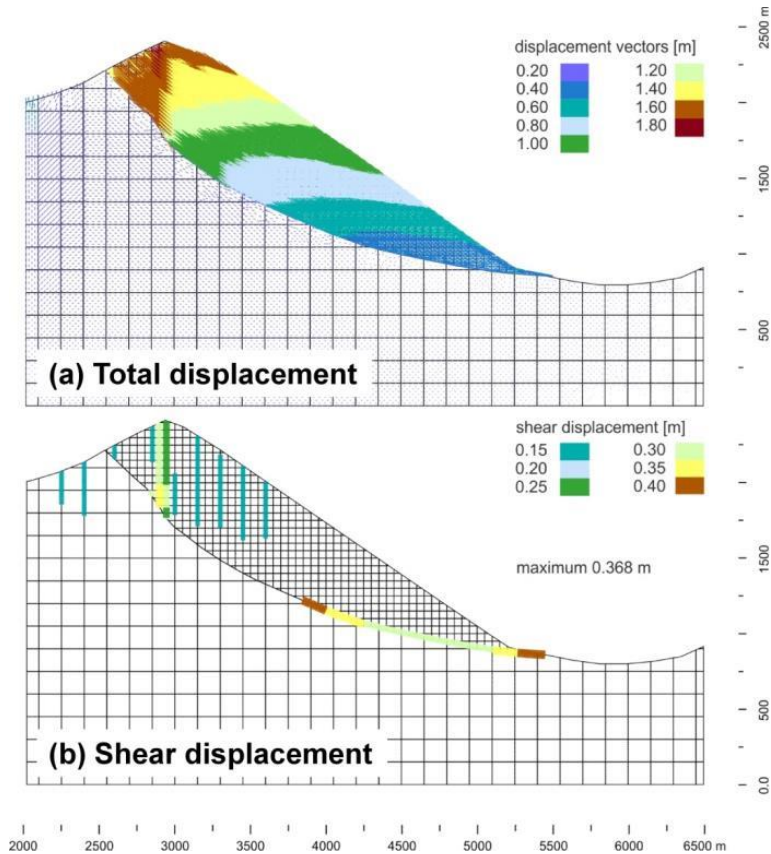 2500 m
displacement vectors [m]
0.20 1.20
0.40 1.40
0.60 1.60
0.80 1.80
1.00
1500
500
(a) Total displacement
shear displacement [m]
0.15 0.30
0.20 0.35
0.25 0.40
1500
maximum 0.368 m
500
(b) Shear displacement
0.0
2000 2500 3000 3500 4000 4500 5000 5500 6000 6500 m